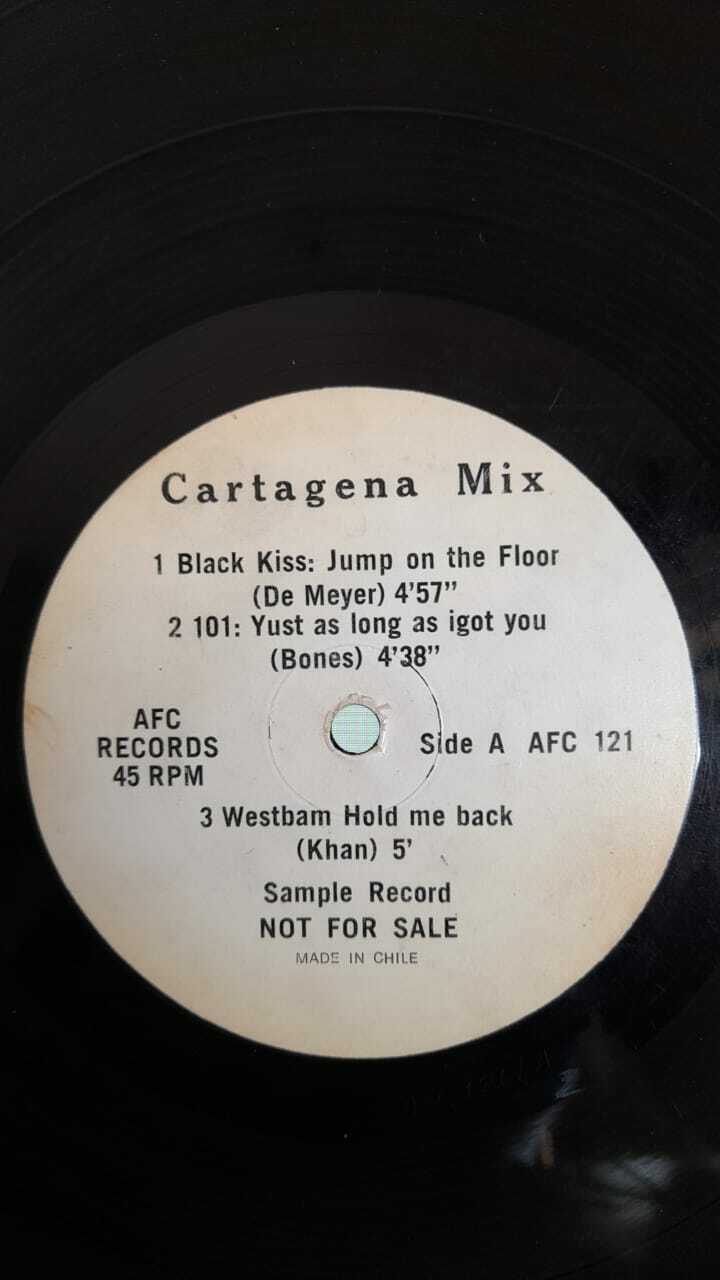 Cartagena Mix
1 Black Kiss: Jump on the Floor
(De Meyer) 4'57"
2 101: Yust as long as igot you
(Bones) 4'38"
AFC
RECORDS
45 RPM
Side A AFC 121
3 Westbam Hold me back
(Khan) 5'
Sample Record
NOT FOR SALE
MADE IN CHILE